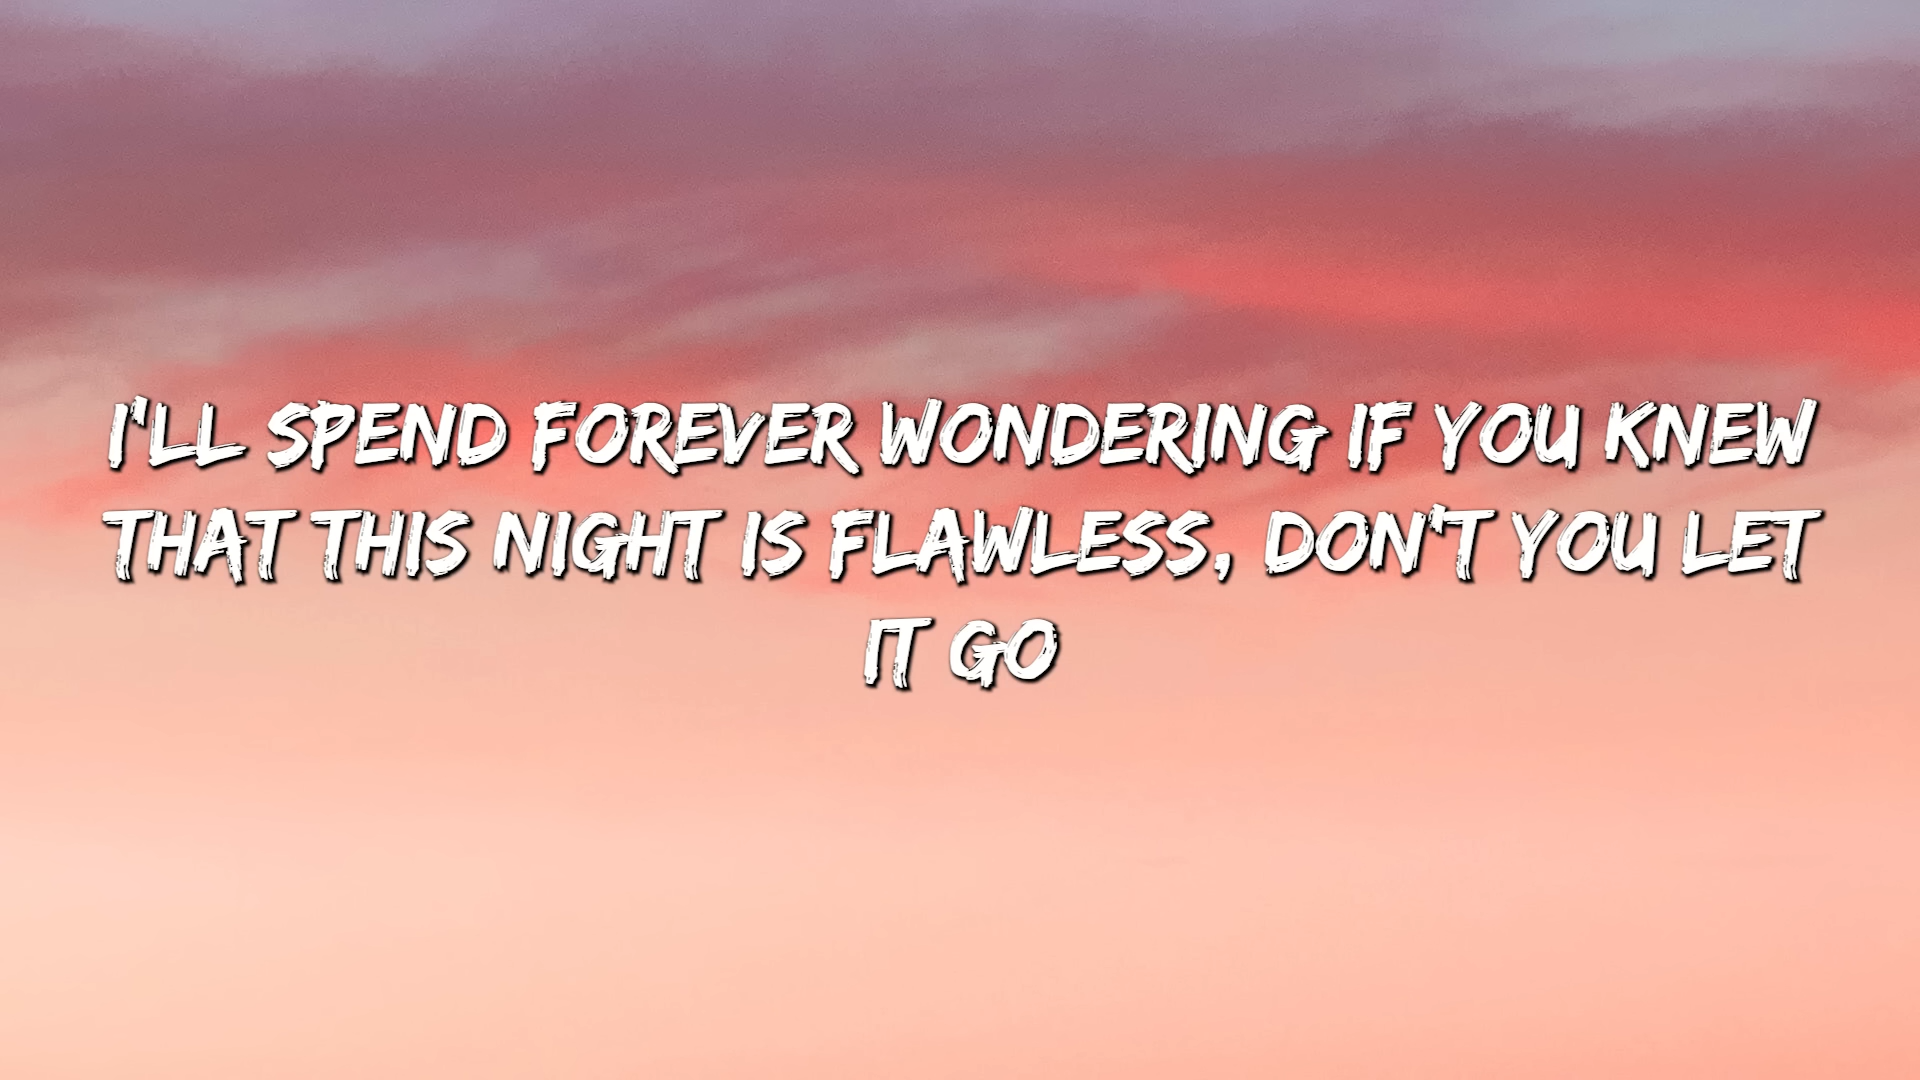 I'LL SPEND FOREVER WONDERING IF YOU KNEW
THAT THIS NIGHT IS FLAWLESS, DON'T YOU LET
IT GO